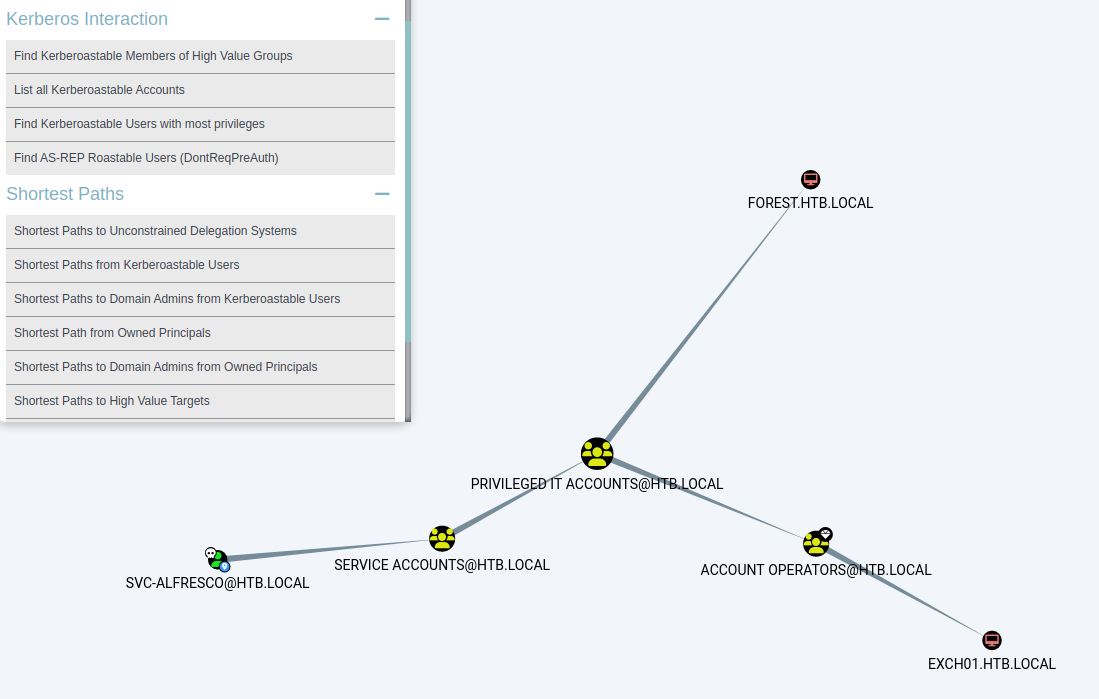 Kerberos Interaction
Find Kerberoastable Members of High Value Groups
List all Kerberoastable Accounts
Find Kerberoastable Users with most privileges
Find AS-REP Roastable Users (DontReqPreAuth)
Shortest Paths
Shortest Paths to Unconstrained Delegation Systems
Shortest Paths from Kerberoastable Users
Shortest Paths to Domain Admins from Kerberoastable Users
Shortest Path from Owned Principals
Shortest Paths to Domain Admins from Owned Principals
Shortest Paths to High Value Targets
FOREST.HTB.LOCAL
PRIVILEGED IT ACCOUNTS@HTB.LOCAL
SERVICE ACCOUNTS@HTB.LOCAL
ACCOUNT OPERATORS@HTB.LOCAL
SVC-ALFRESCO@HTB.LOCAL
EXCH01.HTB.LOCAL